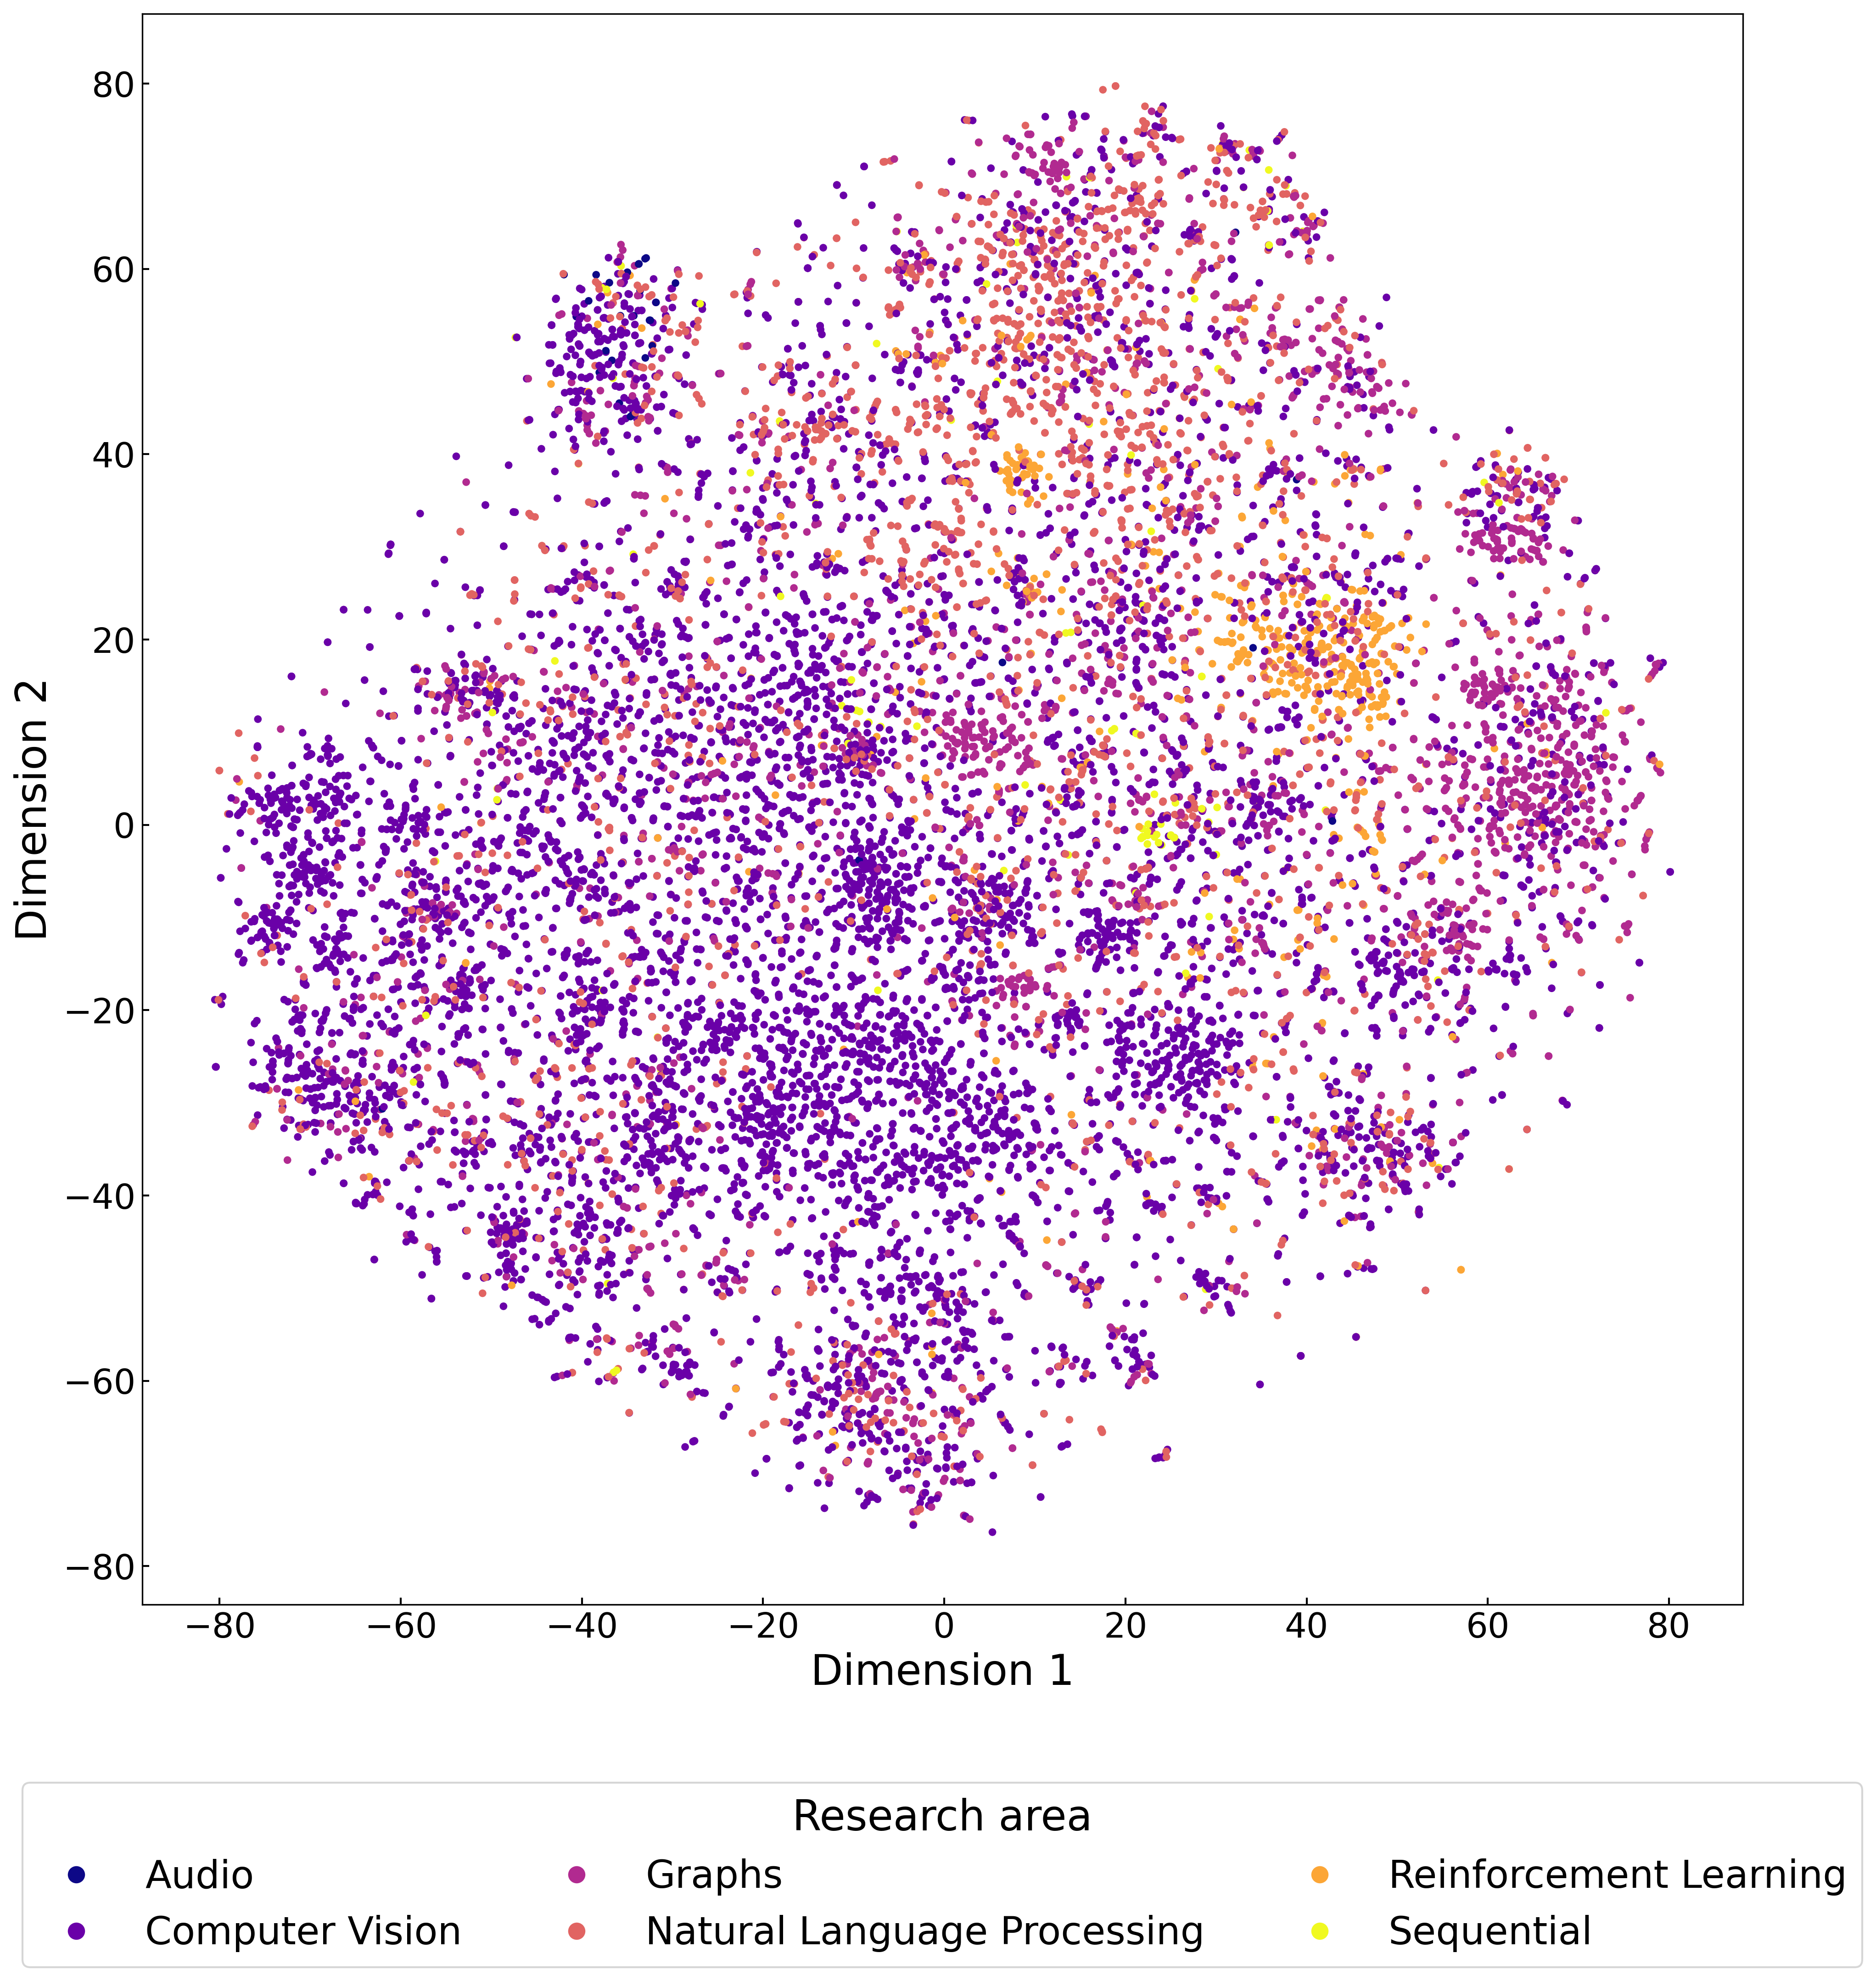 80
60
40
20
0
−20
−40
−60
−80
Dimension 2
−80 −60 −40 −20 0 20 40 60 80
Dimension 1
Research area
Audio Graphs Reinforcement Learning
Computer Vision Natural Language Processing Sequential